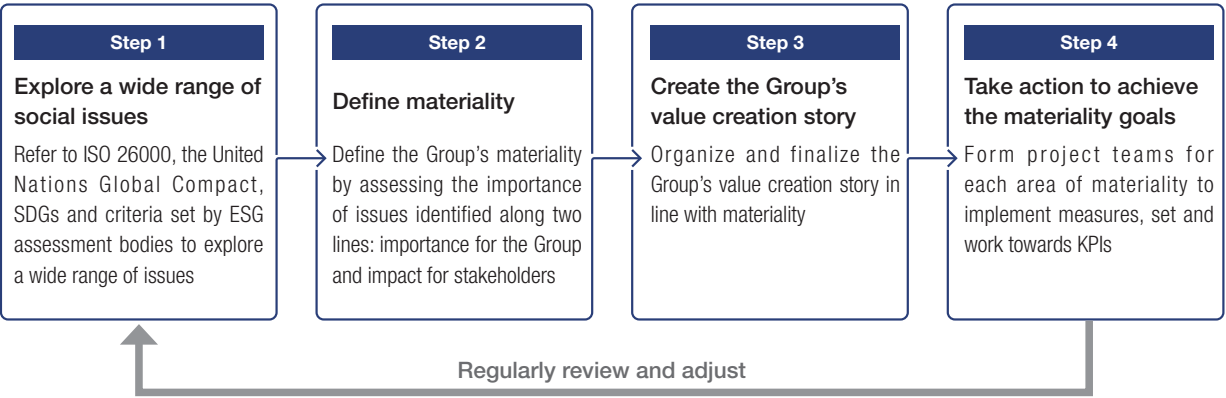 Step 1
Explore a wide range of
social issues
Refer to ISO 26000, the United
Nations Global Compact,
SDGs and criteria set by ESG
assessment bodies to explore
a wide range of issues
Step 2
Define materiality
Define the Group's materiality
by assessing the importance
of issues identified along two
lines: importance for the Group
and impact for stakeholders
Step 3
Create the Group's
value creation story
Organize and finalize the
Group's value creation story in
line with materiality
Step 4
Take action to achieve
the materiality goals
Form project teams for
each area of materiality to
implement measures, set and
work towards KPIs
Regularly review and adjust